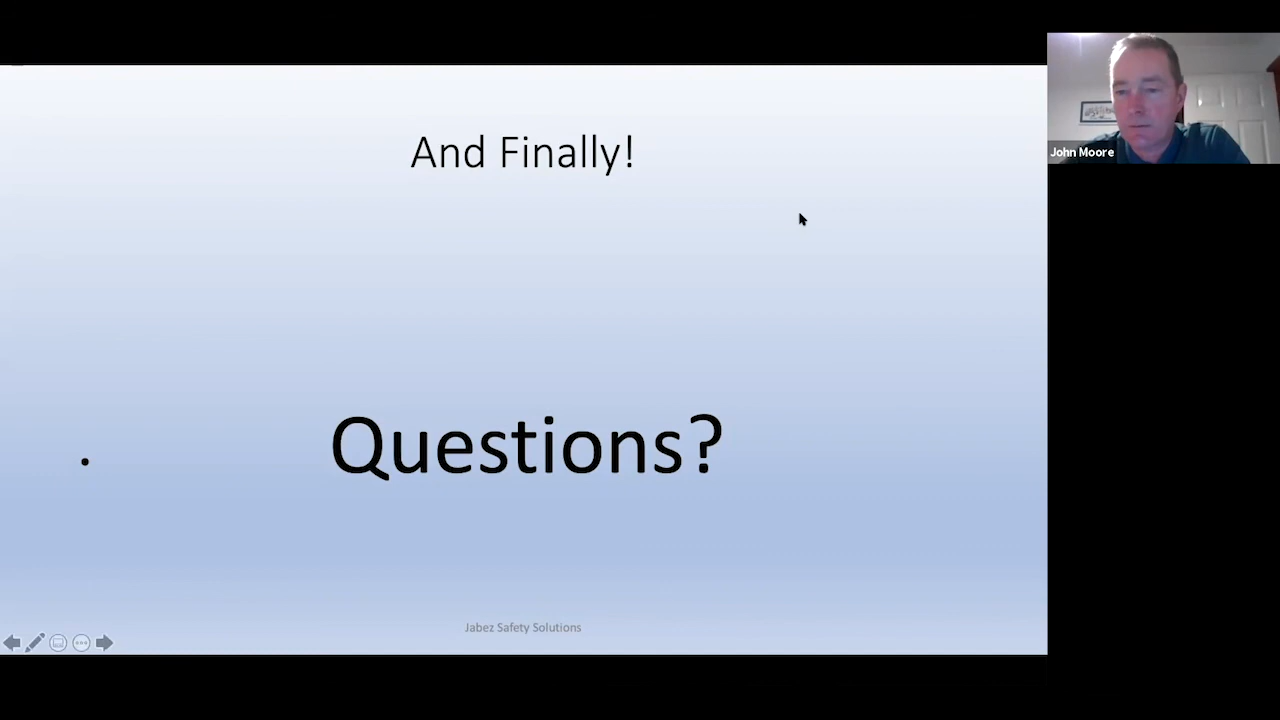 And Finally!
John Moore
• Questions?
Jabez Safety Solutions